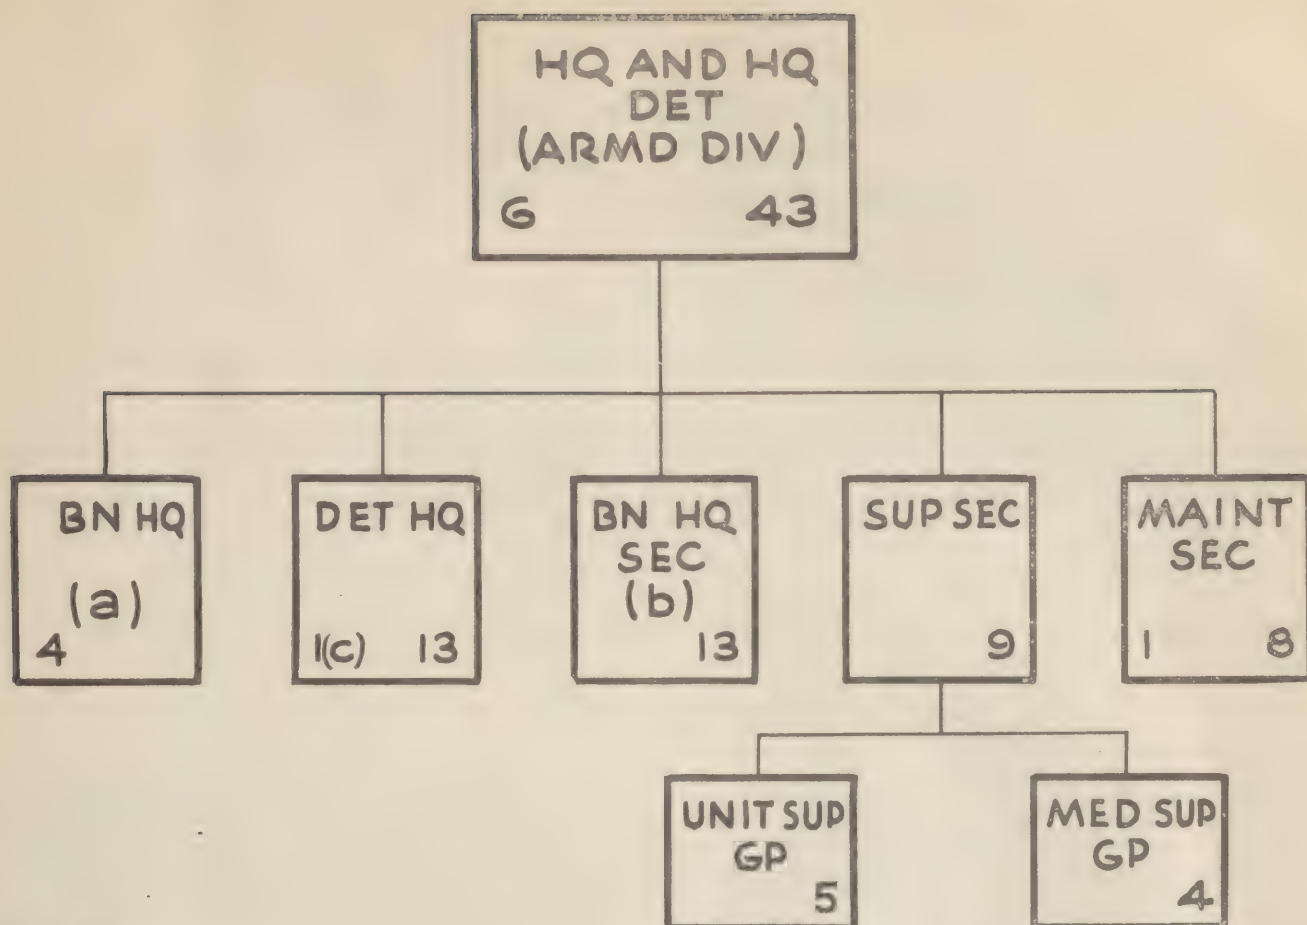 HQ AND HQ
DET
(ARMD DIV)
6 43
BN HQ
(a)
4
DET HQ
1(c) 13
BN HQ
SEC
(b)
13
SUP SEC
9
MAINT
SEC
1 8
UNIT SUP
GP
5
MED SUP
GP
4